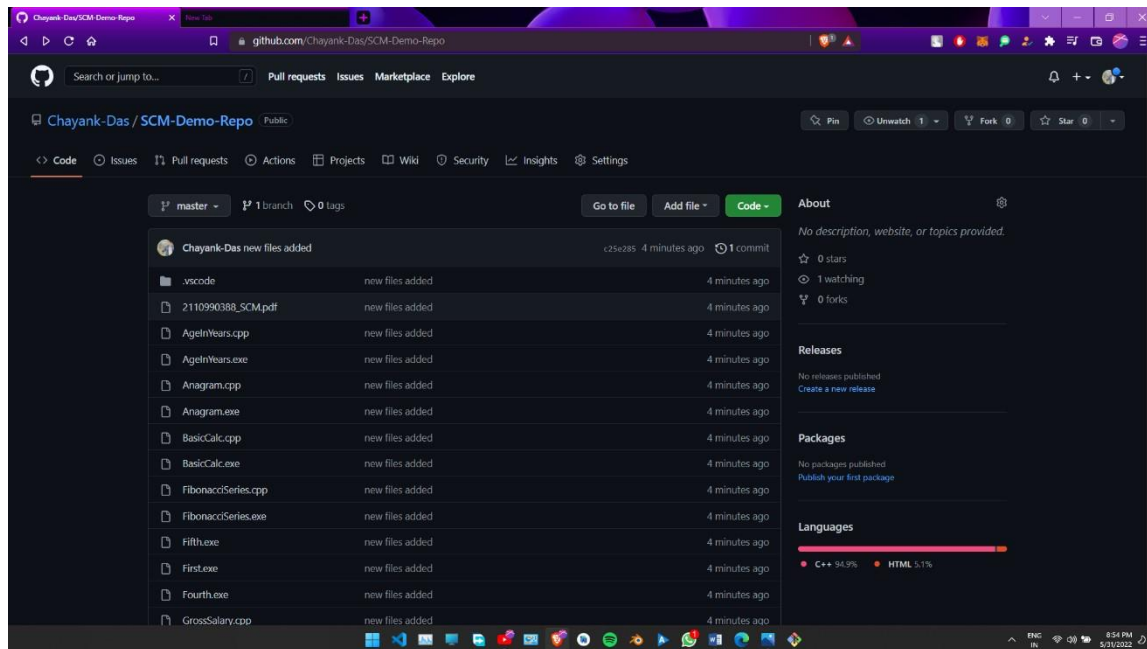 Chayank-Das/SCM-Demo-Repo
New Tab
github.com/Chayank-Das/SCM-Demo-Repo
Search or jump to... / Pull requests Issues Marketplace Explore
Chayank-Das / SCM-Demo-Repo Public
Pin Unwatch 1 Fork 0 Star 0
Code Issues Pull requests Actions Projects Wiki Security Insights Settings
master 1 branch 0 tags Go to file Add file Code
Chayank-Das new files added c25e285 4 minutes ago 1 commit
.vscode new files added 4 minutes ago
2110990388_SCM.pdf new files added 4 minutes ago
AgeInYears.cpp new files added 4 minutes ago
AgeInYears.exe new files added 4 minutes ago
Anagram.cpp new files added 4 minutes ago
Anagram.exe new files added 4 minutes ago
BasicCalc.cpp new files added 4 minutes ago
BasicCalc.exe new files added 4 minutes ago
FibonacciSeries.cpp new files added 4 minutes ago
FibonacciSeries.exe new files added 4 minutes ago
Fifth.exe new files added 4 minutes ago
First.exe new files added 4 minutes ago
Fourth.exe new files added 4 minutes ago
GrossSalary.cpp new files added 4 minutes ago
About
No description, website, or topics provided.
0 stars
1 watching
0 forks
Releases
No releases published
Create a new release
Packages
No packages published
Publish your first package
Languages
C++ 94.9% HTML 5.1%
ENG
IN
8:54 PM
5/31/2022